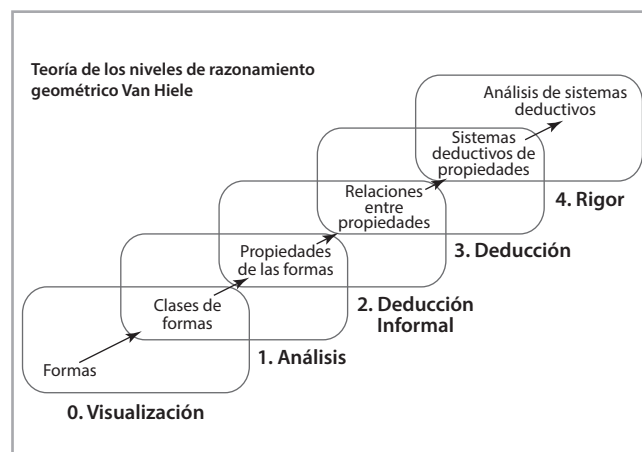 Teoría de los niveles de razonamiento
geométrico Van Hiele
Análisis de sistemas
deductivos
Sistemas
deductivos de
propiedades
4. Rigor
Relaciones
entre
propiedades
3. Deducción
Propiedades
de las formas
2. Deducción
Informal
Clases de
formas
1. Análisis
Formas
0. Visualización